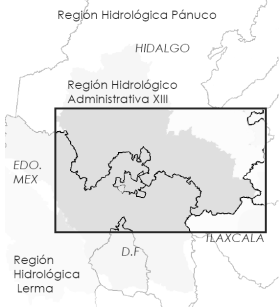 Región Hidrológica Pánuco
HIDALGO
Región Hidrológico
Administrativa XIII
EDO.
MEX
TLAXCALA
D.F
Región
Hidrológica
Lerma